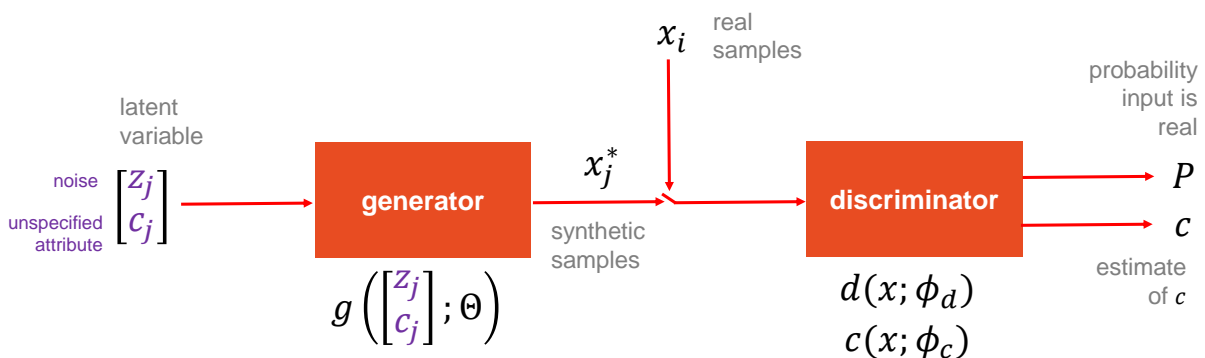 x_i
real
samples
probability
input is
real
latent
variable
noise
unspecified
attribute
[z_j
c_j]
generator
x_j^*
synthetic
samples
discriminator
P
c
estimate
of c
g([z_j
c_j]; Θ)
d(x; ϕ_d)
c(x; ϕ_c)